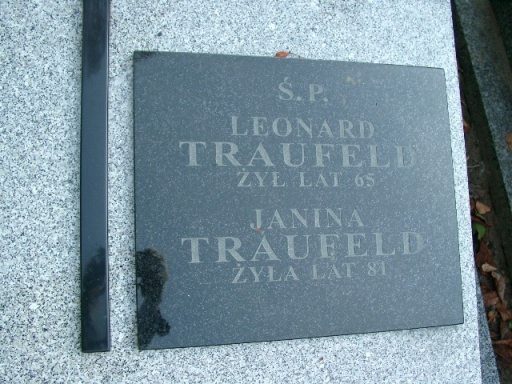 Ś.P.
LEONARD
TRAUFELD
ŻYŁ LAT 65
JANINA
TRAUFELD
ŻYŁA LAT 81